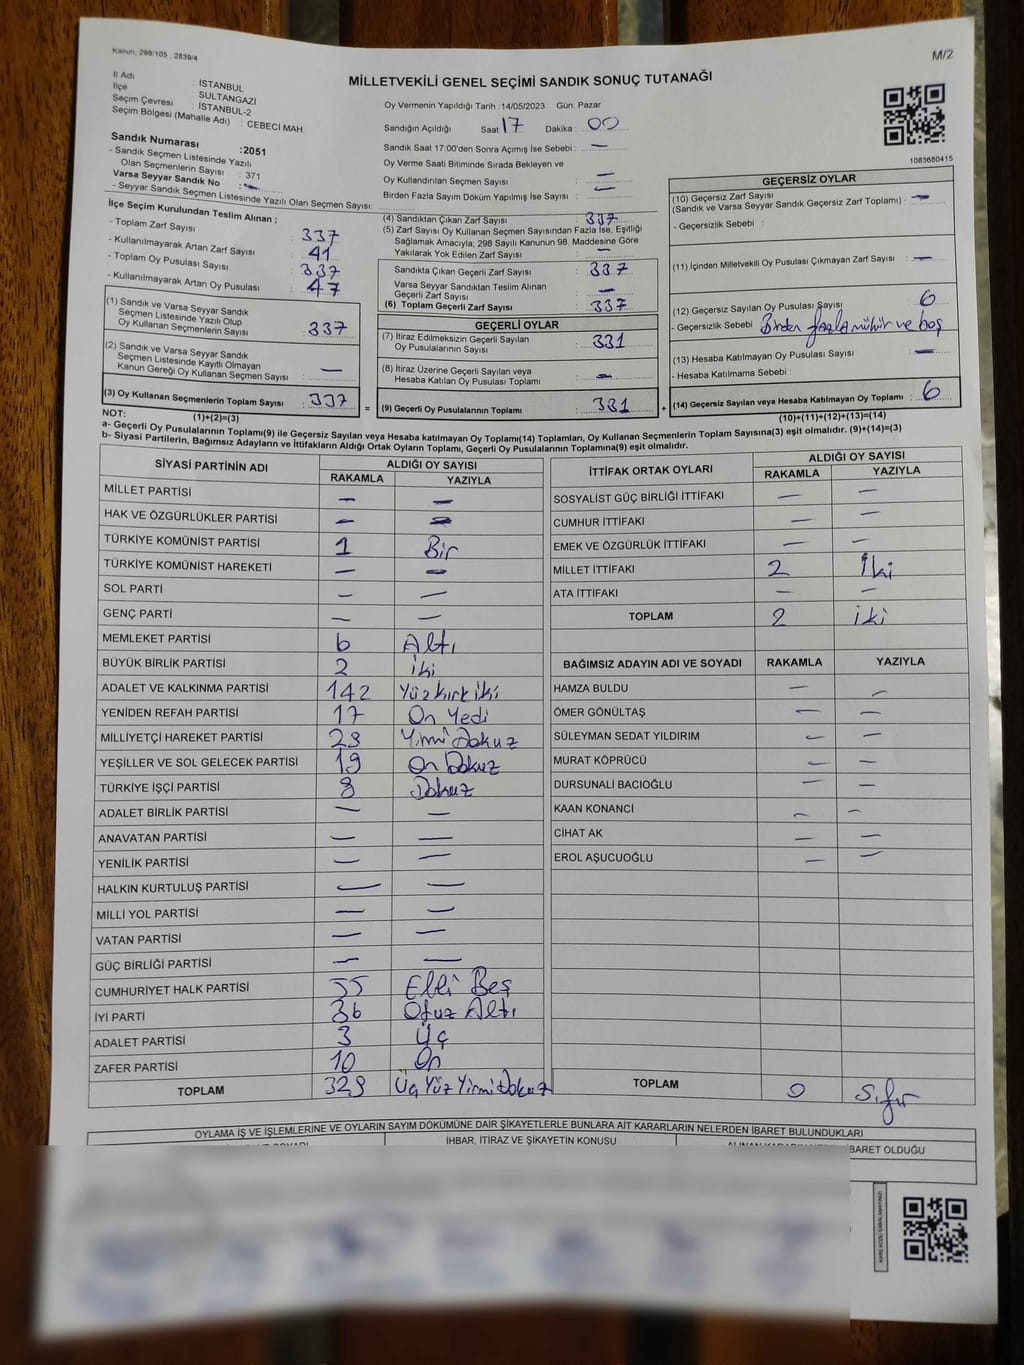 Kanun, 298/105 , 2839/4
M/2
MİLLETVEKİLİ GENEL SEÇİMİ SANDIK SONUÇ TUTANAĞI
İl Adı : İSTANBUL
İlçe : SULTANGAZİ
Seçim Çevresi : İSTANBUL-2
Seçim Bölgesi (Mahalle Adı) : CEBECİ MAH.
Sandık Numarası :2051
- Sandık Seçmen Listesinde Yazılı
Olan Seçmenlerin Sayısı : 371
Varsa Seyyar Sandık No : —
- Seyyar Sandık Seçmen Listesinde Yazılı Olan Seçmen Sayısı:
İlçe Seçim Kurulundan Teslim Alınan ;
- Toplam Zarf Sayısı : 337
- Kullanılmayarak Artan Zarf Sayısı : 41
- Toplam Oy Pusulası Sayısı : 337
- Kullanılmayarak Artan Oy Pusulası : 47
(1) Sandık ve Varsa Seyyar Sandık
Seçmen Listesinde Yazılı Olup
Oy Kullanan Seçmenlerin Sayısı : 337
(2) Sandık ve Varsa Seyyar Sandık
Seçmen Listesinde Kayıtlı Olmayan
Kanun Gereği Oy Kullanan Seçmen Sayısı : —
(3) Oy Kullanan Seçmenlerin Toplam Sayısı : 337
(1)+(2)=(3)
Oy Vermenin Yapıldığı Tarih : 14/05/2023 Gün: Pazar
Sandığın Açıldığı Saat: 17 Dakika : 00
Sandık Saat 17:00'den Sonra Açılmış İse Sebebi : —
Oy Verme Saati Bitiminde Sırada Bekleyen ve
Oy Kullandırılan Seçmen Sayısı : —
Birden Fazla Sayım Döküm Yapılmış İse Sayısı : —
(4) Sandıktan Çıkan Zarf Sayısı : 337
(5) Zarf Sayısı Oy Kullanan Seçmen Sayısından Fazla İse, Eşitliği
Sağlamak Amacıyla; 298 Sayılı Kanunun 98. Maddesine Göre
Yakılarak Yok Edilen Zarf Sayısı : —
Sandıkta Çıkan Geçerli Zarf Sayısı : 337
Varsa Seyyar Sandıktan Teslim Alınan
Geçerli Zarf Sayısı : —
(6) Toplam Geçerli Zarf Sayısı : 337
GEÇERLİ OYLAR
(7) İtiraz Edilmeksizin Geçerli Sayılan
Oy Pusulalarının Sayısı : 331
(8) İtiraz Üzerine Geçerli Sayılan veya
Hesaba Katılan Oy Pusulası Toplamı : —
= (9) Geçerli Oy Pusulalarının Toplamı : 331 +
1083680415
GEÇERSİZ OYLAR
(10) Geçersiz Zarf Sayısı
(Sandık ve Varsa Seyyar Sandık Geçersiz Zarf Toplamı) : —
- Geçersizlik Sebebi :
(11) İçinden Milletvekili Oy Pusulası Çıkmayan Zarf Sayısı : —
(12) Geçersiz Sayılan Oy Pusulası Sayısı : 6
- Geçersizlik Sebebi : Birden fazla mühür ve boş
(13) Hesaba Katılmayan Oy Pusulası Sayısı : —
- Hesaba Katılmama Sebebi :
(14) Geçersiz Sayılan veya Hesaba Katılmayan Oy Toplamı : 6
(10)+(11)+(12)+(13)=(14)
NOT:
a- Geçerli Oy Pusulalarının Toplamı(9) ile Geçersiz Sayılan veya Hesaba katılmayan Oy Toplamı(14) Toplamları, Oy Kullanan Seçmenlerin Toplam Sayısına(3) eşit olmalıdır. (9)+(14)=(3)
b- Siyasi Partilerin, Bağımsız Adayların ve İttifakların Aldığı Ortak Oyların Toplamı, Geçerli Oy Pusulalarının Toplamına(9) eşit olmalıdır.
SİYASİ PARTİNİN ADI ALDIĞI OY SAYISI
RAKAMLA YAZIYLA
MİLLET PARTİSİ — —
HAK VE ÖZGÜRLÜKLER PARTİSİ — —
TÜRKİYE KOMÜNİST PARTİSİ 1 Bir
TÜRKİYE KOMÜNİST HAREKETİ — —
SOL PARTİ — —
GENÇ PARTİ — —
MEMLEKET PARTİSİ 6 Altı
BÜYÜK BİRLİK PARTİSİ 2 iki
ADALET VE KALKINMA PARTİSİ 142 Yüz kırk iki
YENİDEN REFAH PARTİSİ 17 On Yedi
MİLLİYETÇİ HAREKET PARTİSİ 29 Yirmi Dokuz
YEŞİLLER VE SOL GELECEK PARTİSİ 19 On Dokuz
TÜRKİYE İŞÇİ PARTİSİ 9 Dokuz
ADALET BİRLİK PARTİSİ — —
ANAVATAN PARTİSİ — —
YENİLİK PARTİSİ — —
HALKIN KURTULUŞ PARTİSİ — —
MİLLİ YOL PARTİSİ — —
VATAN PARTİSİ — —
GÜÇ BİRLİĞİ PARTİSİ — —
CUMHURİYET HALK PARTİSİ 55 Elli Beş
İYİ PARTİ 36 Otuz Altı
ADALET PARTİSİ 3 Üç
ZAFER PARTİSİ 10 On
TOPLAM 329 Üç Yüz Yirmi Dokuz
İTTİFAK ORTAK OYLARI ALDIĞI OY SAYISI
RAKAMLA YAZIYLA
SOSYALİST GÜÇ BİRLİĞİ İTTİFAKI — —
CUMHUR İTTİFAKI — —
EMEK VE ÖZGÜRLÜK İTTİFAKI — —
MİLLET İTTİFAKI 2 İki
ATA İTTİFAKI — —
TOPLAM 2 iki
BAĞIMSIZ ADAYIN ADI VE SOYADI RAKAMLA YAZIYLA
HAMZA BULDU — —
ÖMER GÖNÜLTAŞ — —
SÜLEYMAN SEDAT YILDIRIM — —
MURAT KÖPRÜCÜ — —
DURSUNALİ BACIOĞLU — —
KAAN KONANCİ — —
CİHAT AK — —
EROL AŞUCUOĞLU — —
TOPLAM 0 Sıfır
OYLAMA İŞ VE İŞLEMLERİNE VE OYLARIN SAYIM DÖKÜMÜNE DAİR ŞİKAYETLERLE BUNLARA AİT KARARLARIN NELERDEN İBARET BULUNDUKLARI
İHBAR, İTİRAZ VE ŞİKAYETİN KONUSU
İBARET OLDUĞU